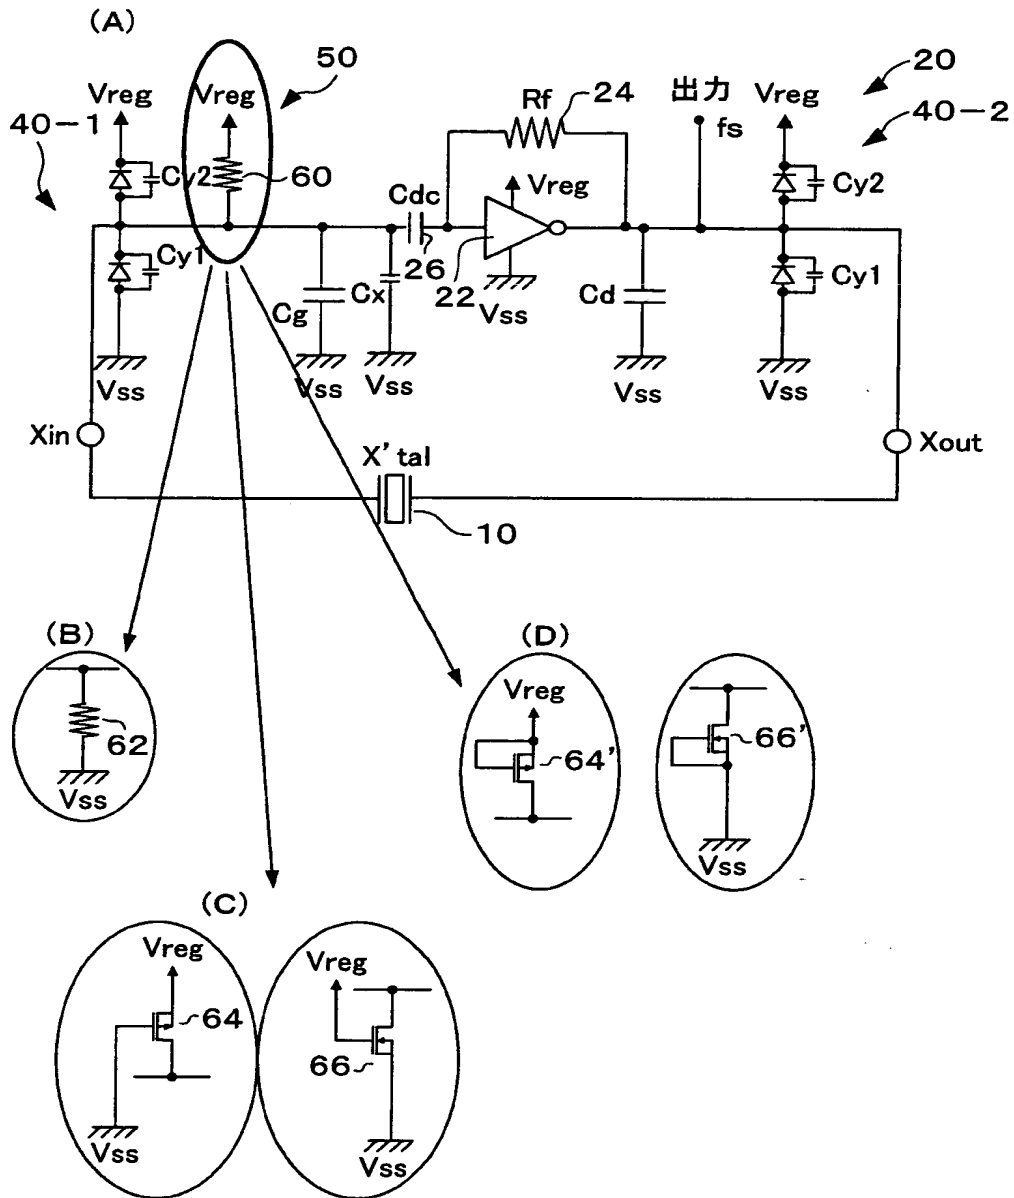 (A)
50
20
Vreg
Vreg
Rf
24
出力
Vreg
40-1
fs
40-2
Cy2
60
Cdc
Vreg
Cy2
Cy1
26
22
Cy1
Cg
Cx
Vss
Cd
Vss
Vss
Vss
Vss
Vss
Xin
X'tal
Xout
10
(B)
62
Vss
(D)
Vreg
64'
66'
Vss
(C)
Vreg
64
Vss
Vreg
66
Vss